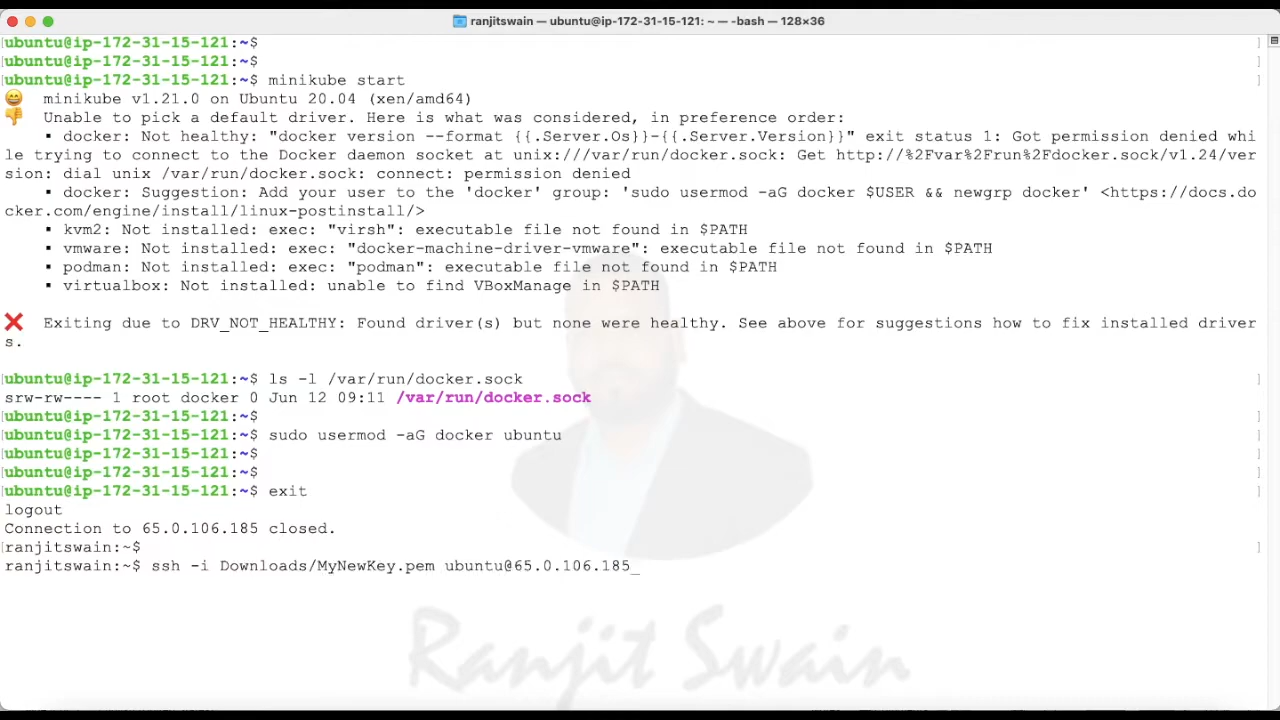 ranjitswain — ubuntu@ip-172-31-15-121: ~ — -bash — 128×36
ubuntu@ip-172-31-15-121:~$
ubuntu@ip-172-31-15-121:~$
ubuntu@ip-172-31-15-121:~$ minikube start
😄  minikube v1.21.0 on Ubuntu 20.04 (xen/amd64)
👎  Unable to pick a default driver. Here is what was considered, in preference order:
    ▪ docker: Not healthy: "docker version --format {{.Server.Os}}-{{.Server.Version}}" exit status 1: Got permission denied whi
le trying to connect to the Docker daemon socket at unix:///var/run/docker.sock: Get http://%2Fvar%2Frun%2Fdocker.sock/v1.24/ver
sion: dial unix /var/run/docker.sock: connect: permission denied
    ▪ docker: Suggestion: Add your user to the 'docker' group: 'sudo usermod -aG docker $USER && newgrp docker' <https://docs.do
cker.com/engine/install/linux-postinstall/>
    ▪ kvm2: Not installed: exec: "virsh": executable file not found in $PATH
    ▪ vmware: Not installed: exec: "docker-machine-driver-vmware": executable file not found in $PATH
    ▪ podman: Not installed: exec: "podman": executable file not found in $PATH
    ▪ virtualbox: Not installed: unable to find VBoxManage in $PATH
❌  Exiting due to DRV_NOT_HEALTHY: Found driver(s) but none were healthy. See above for suggestions how to fix installed driver
s.
ubuntu@ip-172-31-15-121:~$ ls -l /var/run/docker.sock
srw-rw---- 1 root docker 0 Jun 12 09:11 /var/run/docker.sock
ubuntu@ip-172-31-15-121:~$
ubuntu@ip-172-31-15-121:~$ sudo usermod -aG docker ubuntu
ubuntu@ip-172-31-15-121:~$
ubuntu@ip-172-31-15-121:~$
ubuntu@ip-172-31-15-121:~$ exit
logout
Connection to 65.0.106.185 closed.
ranjitswain:~$
ranjitswain:~$ ssh -i Downloads/MyNewKey.pem ubuntu@65.0.106.185_
Ranjit Swain